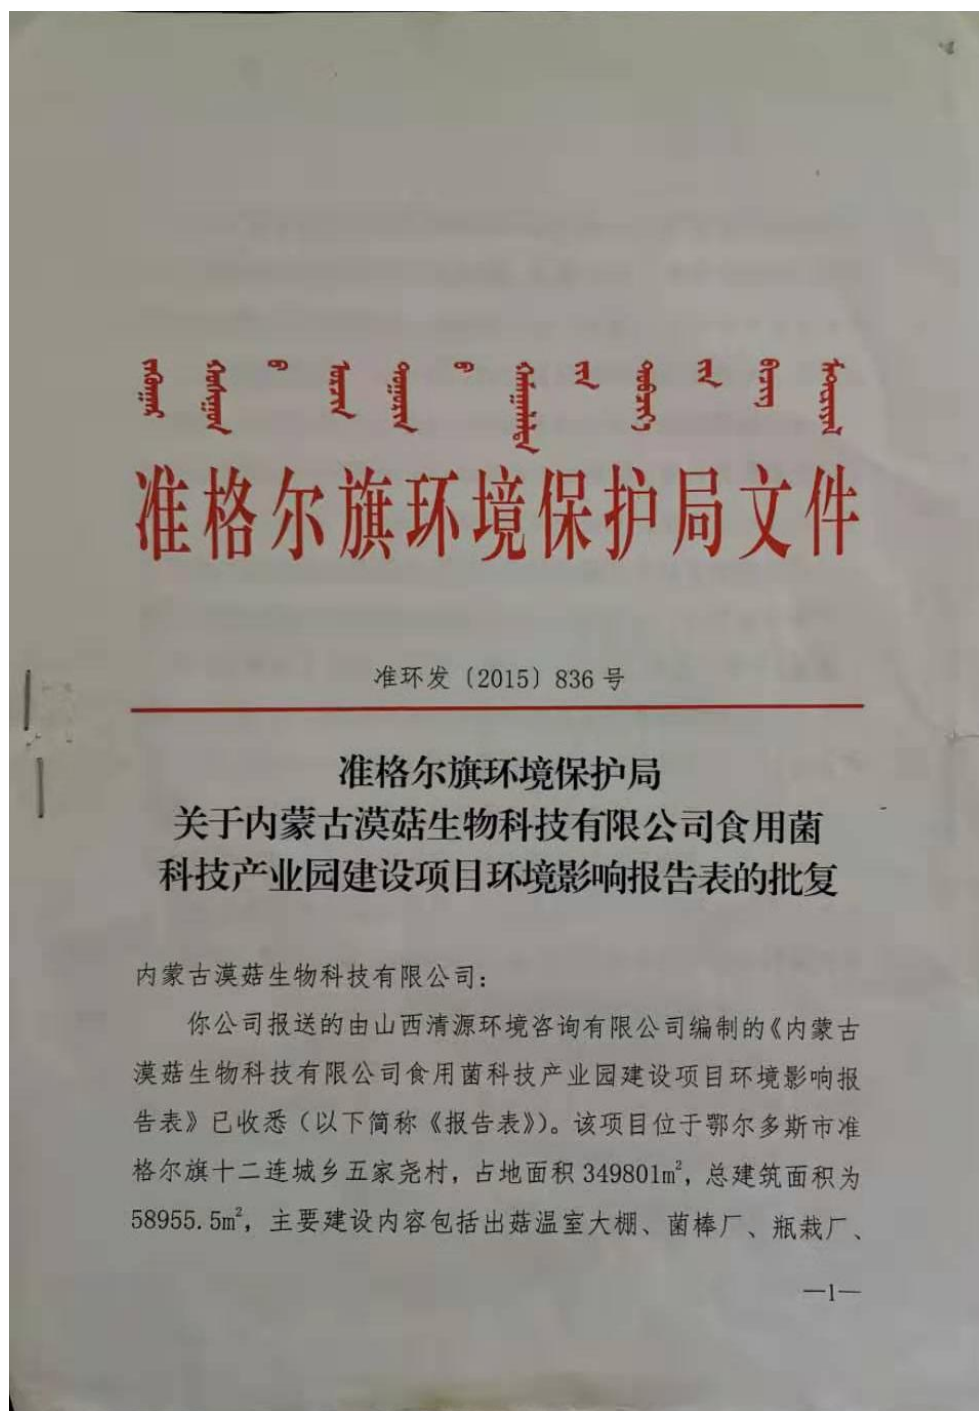 准格尔旗环境保护局文件
准环发〔2015〕836号
准格尔旗环境保护局
关于内蒙古漠菇生物科技有限公司食用菌
科技产业园建设项目环境影响报告表的批复
内蒙古漠菇生物科技有限公司：
你公司报送的由山西清源环境咨询有限公司编制的《内蒙古
漠菇生物科技有限公司食用菌科技产业园建设项目环境影响报
告表》已收悉（以下简称《报告表》）。该项目位于鄂尔多斯市准
格尔旗十二连城乡五家尧村，占地面积 349801m²，总建筑面积为
58955.5m²，主要建设内容包括出菇温室大棚、菌棒厂、瓶栽厂、
—1—